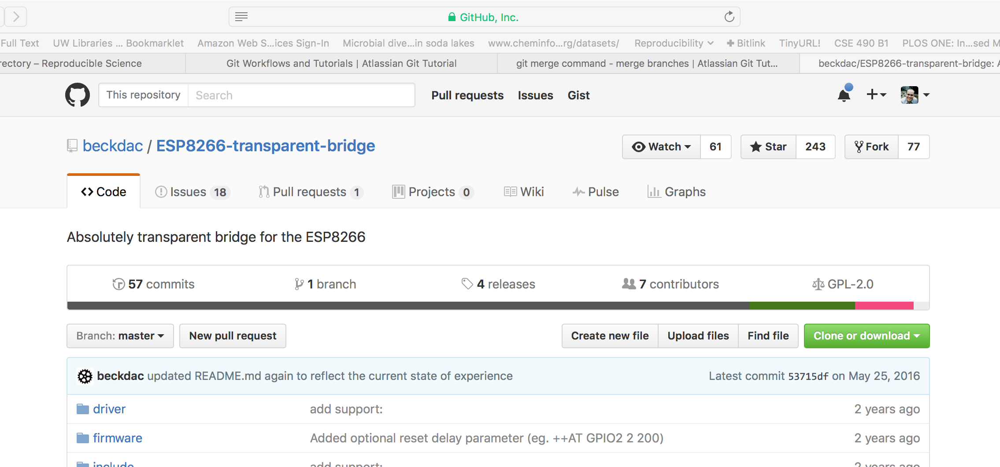 GitHub, Inc.
Full Text UW Libraries ... Bookmarklet Amazon Web S...ices Sign-In Microbial dive...in soda lakes www.cheminfo...rg/datasets/ Reproducibility + Bitlink TinyURL! CSE 490 B1 PLOS ONE: In...sed M
rectory – Reproducible Science Git Workflows and Tutorials | Atlassian Git Tutorial git merge command - merge branches | Atlassian Git Tut... beckdac/ESP8266-transparent-bridge: A
This repository Search Pull requests Issues Gist
beckdac / ESP8266-transparent-bridge Watch 61 Star 243 Fork 77
Code Issues 18 Pull requests 1 Projects 0 Wiki Pulse Graphs
Absolutely transparent bridge for the ESP8266
57 commits 1 branch 4 releases 7 contributors GPL-2.0
Branch: master New pull request Create new file Upload files Find file Clone or download
beckdac updated README.md again to reflect the current state of experience Latest commit 53715df on May 25, 2016
driver add support: 2 years ago
firmware Added optional reset delay parameter (eg. ++AT GPIO2 2 200) 2 years ago
include add support: 2 years ago